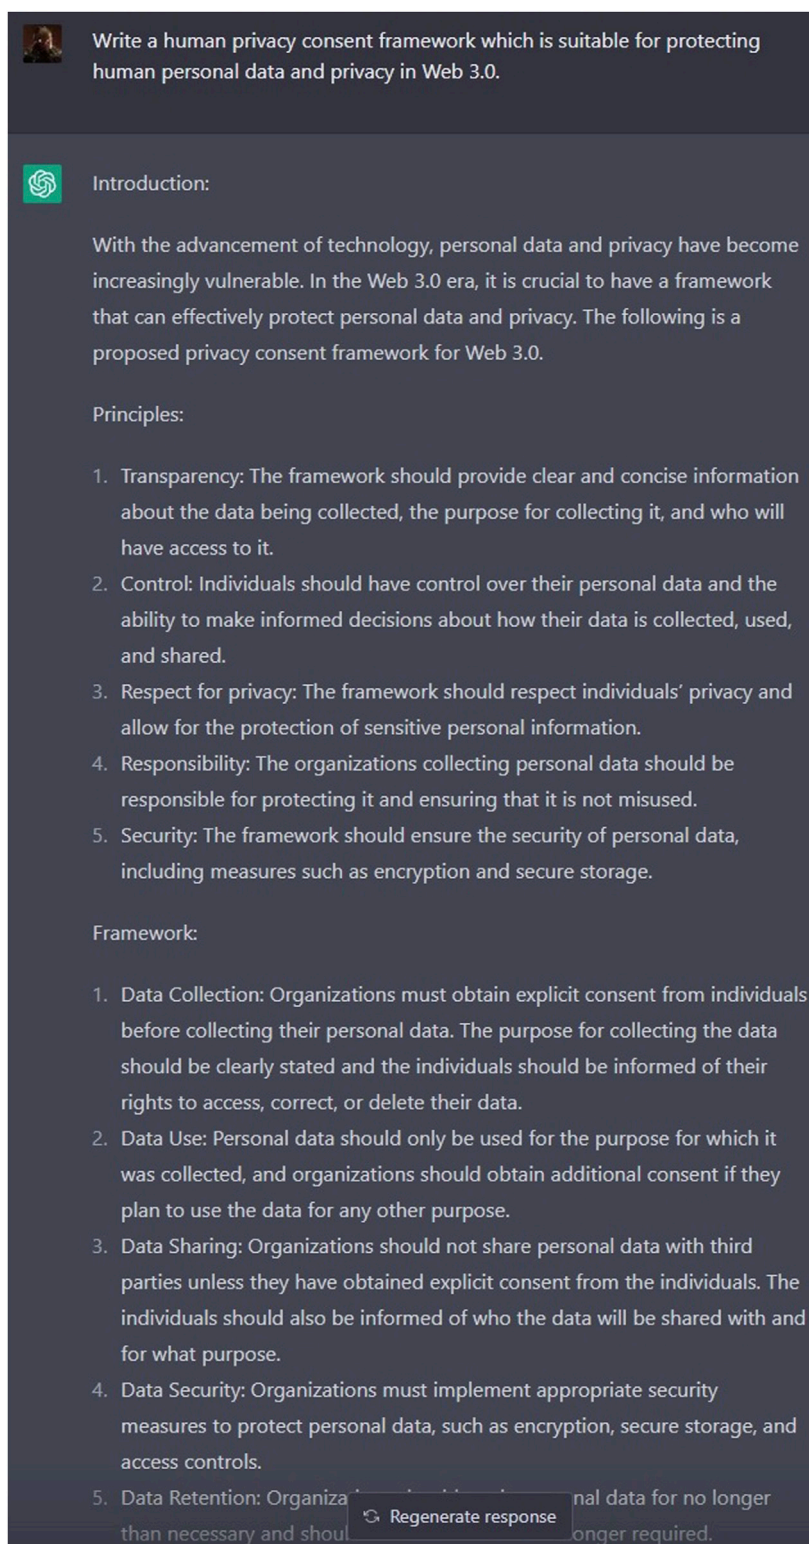 Write a human privacy consent framework which is suitable for protecting
human personal data and privacy in Web 3.0.
Introduction:
With the advancement of technology, personal data and privacy have become
increasingly vulnerable. In the Web 3.0 era, it is crucial to have a framework
that can effectively protect personal data and privacy. The following is a
proposed privacy consent framework for Web 3.0.
Principles:
1. Transparency: The framework should provide clear and concise information
about the data being collected, the purpose for collecting it, and who will
have access to it.
2. Control: Individuals should have control over their personal data and the
ability to make informed decisions about how their data is collected, used,
and shared.
3. Respect for privacy: The framework should respect individuals’ privacy and
allow for the protection of sensitive personal information.
4. Responsibility: The organizations collecting personal data should be
responsible for protecting it and ensuring that it is not misused.
5. Security: The framework should ensure the security of personal data,
including measures such as encryption and secure storage.
Framework:
1. Data Collection: Organizations must obtain explicit consent from individuals
before collecting their personal data. The purpose for collecting the data
should be clearly stated and the individuals should be informed of their
rights to access, correct, or delete their data.
2. Data Use: Personal data should only be used for the purpose for which it
was collected, and organizations should obtain additional consent if they
plan to use the data for any other purpose.
3. Data Sharing: Organizations should not share personal data with third
parties unless they have obtained explicit consent from the individuals. The
individuals should also be informed of who the data will be shared with and
for what purpose.
4. Data Security: Organizations must implement appropriate security
measures to protect personal data, such as encryption, secure storage, and
access controls.
5. Data Retention: data for no longer
than necessary and required.
Regenerate response